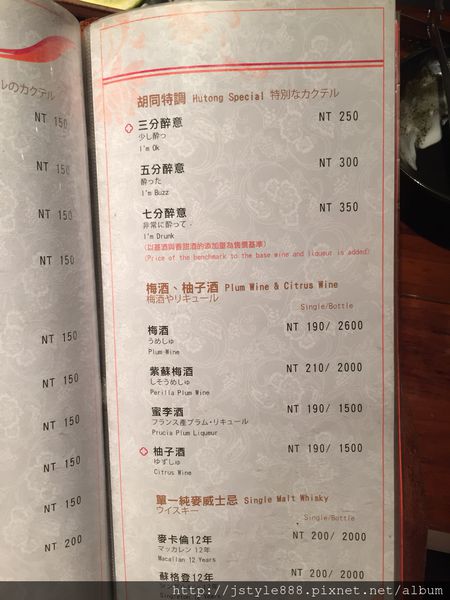 ルのカクテル
NT 150
NT 150
NT 150
NT 150
NT 150
NT 150
NT 150
NT 150
NT 150
NT 200
胡同特調 Hutong Special 特別なカクテル
三分醉意 NT 250
少し酔っ
I'm Ok
五分醉意 NT 300
酔った
I'm Buzz
七分醉意 NT 350
非常に酔って
I'm Drunk
(以基酒與香甜酒的添加量為售價基準)
(Price of the benchmark to the base wine and liqueur is added)
梅酒、柚子酒 Plum Wine & Citrus Wine
梅酒やリキュール
Single/Bottle
梅酒 NT 190/ 2600
うめしゅ
Plum-Wine
紫蘇梅酒 NT 210/ 2000
しそうめしゅ
Perilla Plum Wine
蜜李酒 NT 190/ 1500
フランス產プラム・リキュール
Prucia Plum Liqueur
柚子酒 NT 190/ 1500
ゆずしゅ
Citrus Wine
單一純麥威士忌 Single Malt Whisky
ウイスキー
Single/Bottle
麥卡倫12年 NT 200/ 2000
マッカレン 12年
Macallan 12 Years
蘇格登12年 NT 200/ 2000
http://jstyle888.pixnet.net/album